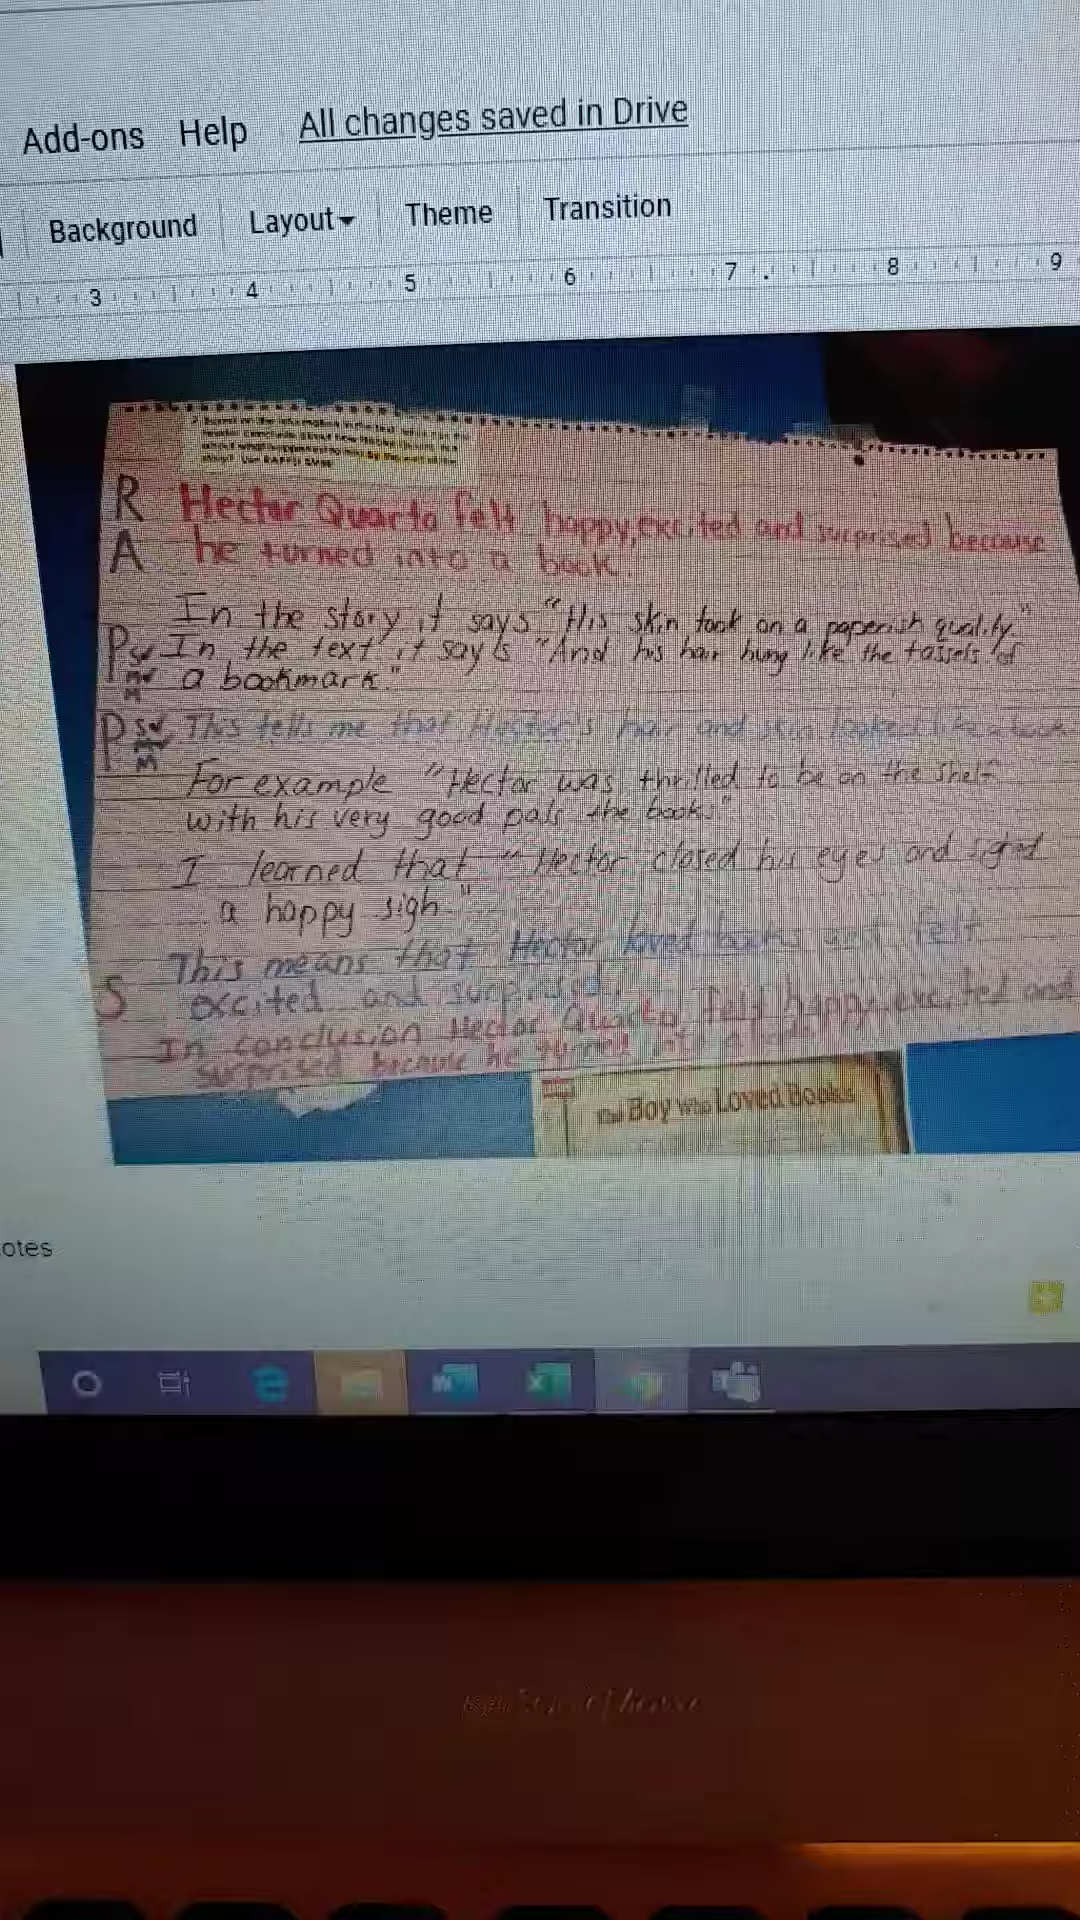 Add-ons Help All changes saved in Drive
Background Layout Theme Transition
3 4 5 6 7 8 9
R Hector Quarto felt happy, excited and surprised because
A he turned into a book.
In the story it says "His skin took on a paperish quality."
P In the text it says "And his hair hung like the tassels of
a bookmark."
P This tells me that Hector's hair and skin looked like a book
For example "Hector was thrilled to be on the shelf
with his very good pals the books"
I learned that "Hector closed his eyes and sighed
a happy sigh"
This means that Hector loved books and felt
S excited and surprised.
In conclusion Hector Quarto felt happy, excited and
surprised because he turned into a
The Boy Who Loved Books
otes